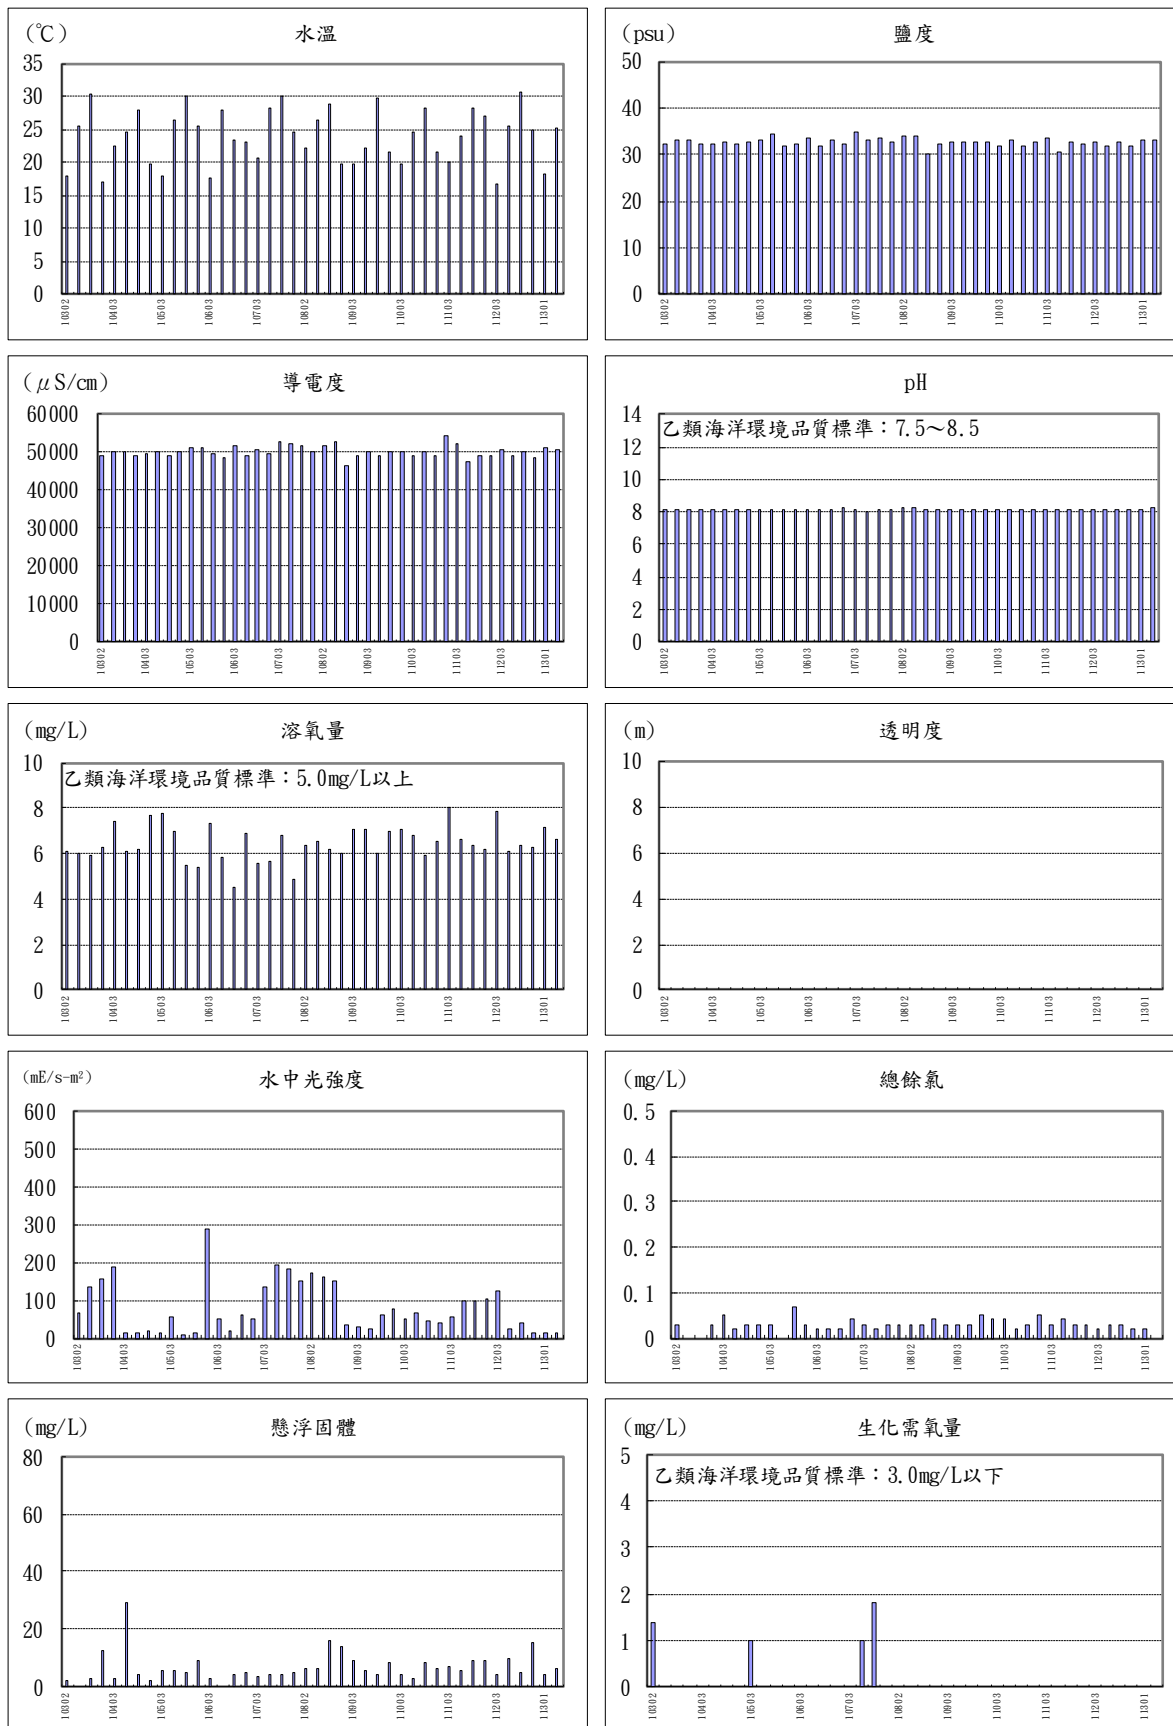 (℃) 水溫
35
30
25
20
15
10
5
0
10302 10403 10503 10603 10703 10802 10903 11003 11103 11203 11301
(psu) 鹽度
50
40
30
20
10
0
10302 10403 10503 10603 10703 10802 10903 11003 11103 11203 11301
(μS/cm) 導電度
60000
50000
40000
30000
20000
10000
0
10302 10403 10503 10603 10703 10802 10903 11003 11103 11203 11301
pH
乙類海洋環境品質標準：7.5～8.5
14
12
10
8
6
4
2
0
10302 10403 10503 10603 10703 10802 10903 11003 11103 11203 11301
(mg/L) 溶氧量
乙類海洋環境品質標準：5.0mg/L以上
10
8
6
4
2
0
10302 10403 10503 10603 10703 10802 10903 11003 11103 11203 11301
(m) 透明度
10
8
6
4
2
0
10302 10403 10503 10603 10703 10802 10903 11003 11103 11203 11301
(mE/s-m²) 水中光強度
600
500
400
300
200
100
0
10302 10403 10503 10603 10703 10802 10903 11003 11103 11203 11301
(mg/L) 總餘氯
0.5
0.4
0.3
0.2
0.1
0
10302 10403 10503 10603 10703 10802 10903 11003 11103 11203 11301
(mg/L) 懸浮固體
80
60
40
20
0
10302 10403 10503 10603 10703 10802 10903 11003 11103 11203 11301
(mg/L) 生化需氧量
乙類海洋環境品質標準：3.0mg/L以下
5
4
3
2
1
0
10302 10403 10503 10603 10703 10802 10903 11003 11103 11203 11301